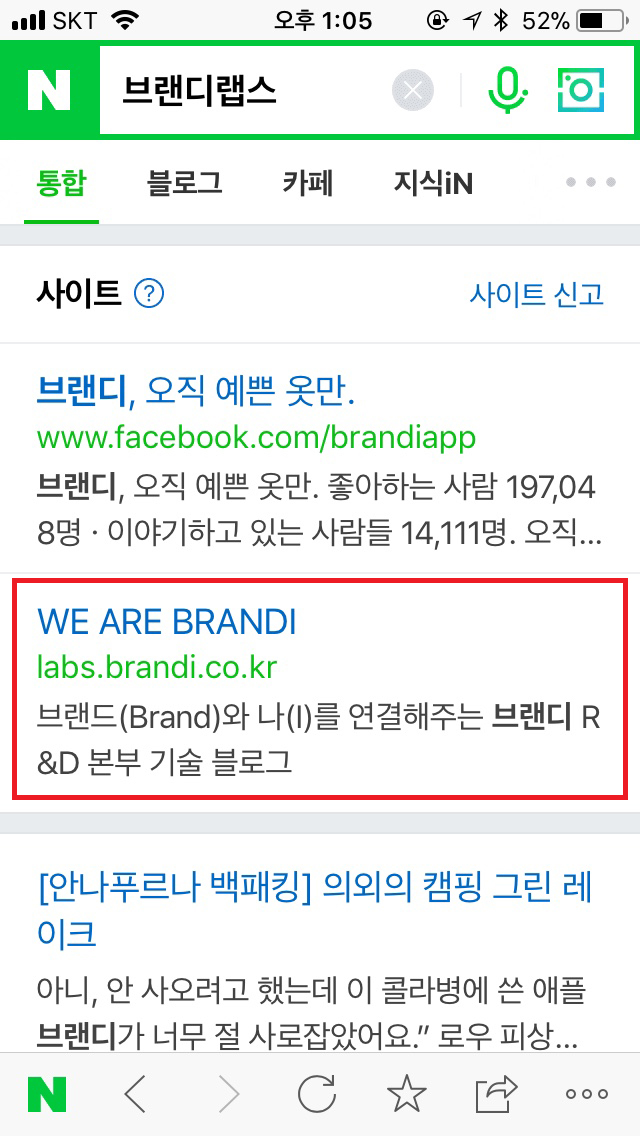 SKT 오후 1:05 52%
N 브랜디랩스
통합 블로그 카페 지식iN
사이트 ? 사이트 신고
브랜디, 오직 예쁜 옷만.
www.facebook.com/brandiapp
브랜디, 오직 예쁜 옷만. 좋아하는 사람 197,04
8명 · 이야기하고 있는 사람들 14,111명. 오직...
WE ARE BRANDI
labs.brandi.co.kr
브랜드(Brand)와 나(I)를 연결해주는 브랜디 R
&D 본부 기술 블로그
[안나푸르나 백패킹] 의외의 캠핑 그린 레
이크
아니, 안 사오려고 했는데 이 콜라병에 쓴 애플
브랜디가 너무 절 사로잡았어요.” 로우 피상...
N